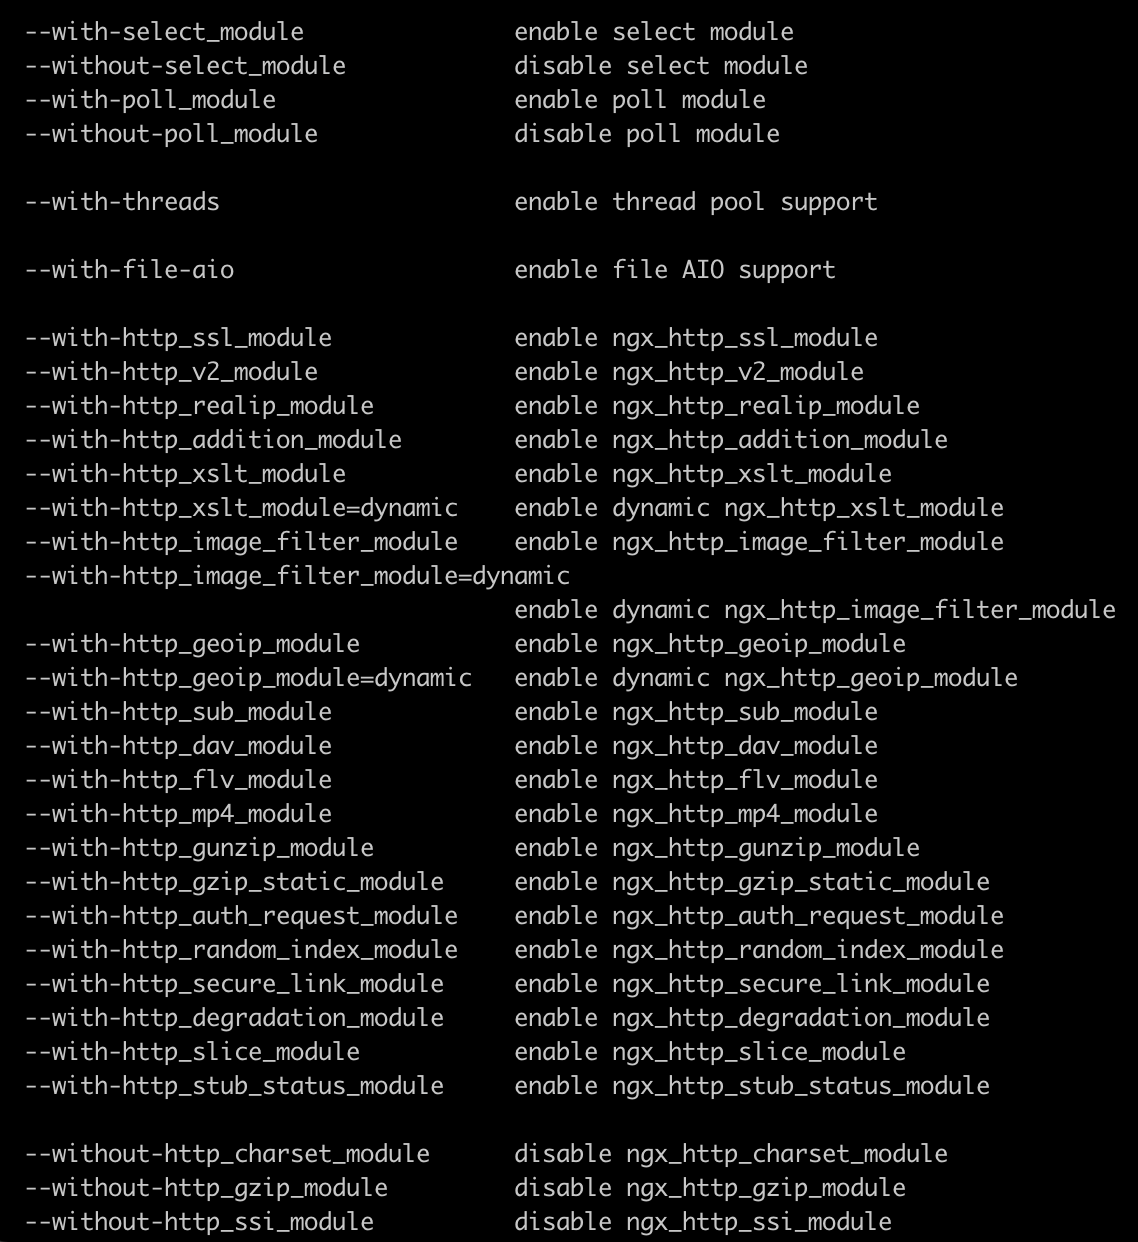 --with-select_module               enable select module
--without-select_module            disable select module
--with-poll_module                 enable poll module
--without-poll_module              disable poll module

--with-threads                     enable thread pool support

--with-file-aio                    enable file AIO support

--with-http_ssl_module             enable ngx_http_ssl_module
--with-http_v2_module              enable ngx_http_v2_module
--with-http_realip_module          enable ngx_http_realip_module
--with-http_addition_module        enable ngx_http_addition_module
--with-http_xslt_module            enable ngx_http_xslt_module
--with-http_xslt_module=dynamic    enable dynamic ngx_http_xslt_module
--with-http_image_filter_module    enable ngx_http_image_filter_module
--with-http_image_filter_module=dynamic
                                   enable dynamic ngx_http_image_filter_module
--with-http_geoip_module           enable ngx_http_geoip_module
--with-http_geoip_module=dynamic   enable dynamic ngx_http_geoip_module
--with-http_sub_module             enable ngx_http_sub_module
--with-http_dav_module             enable ngx_http_dav_module
--with-http_flv_module             enable ngx_http_flv_module
--with-http_mp4_module             enable ngx_http_mp4_module
--with-http_gunzip_module          enable ngx_http_gunzip_module
--with-http_gzip_static_module     enable ngx_http_gzip_static_module
--with-http_auth_request_module    enable ngx_http_auth_request_module
--with-http_random_index_module    enable ngx_http_random_index_module
--with-http_secure_link_module     enable ngx_http_secure_link_module
--with-http_degradation_module     enable ngx_http_degradation_module
--with-http_slice_module           enable ngx_http_slice_module
--with-http_stub_status_module     enable ngx_http_stub_status_module

--without-http_charset_module      disable ngx_http_charset_module
--without-http_gzip_module         disable ngx_http_gzip_module
--without-http_ssi_module          disable ngx_http_ssi_module